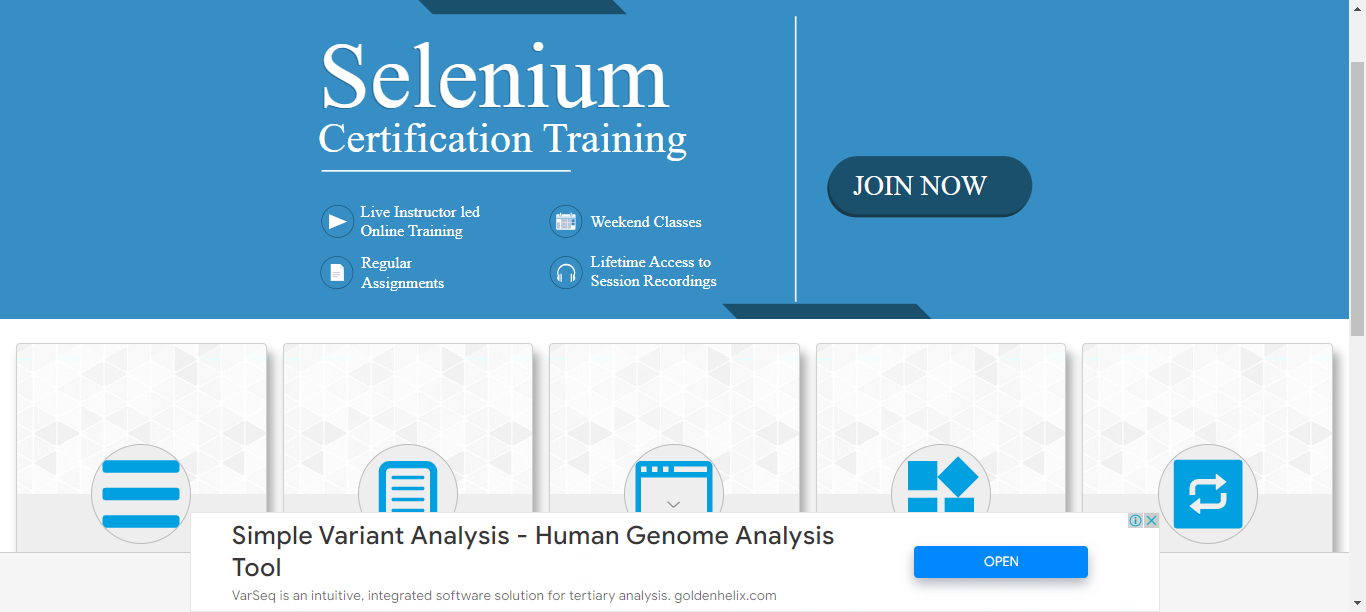 Selenium
Certification Training
Live Instructor led
Online Training
Weekend Classes
Regular
Assignments
Lifetime Access to
Session Recordings
JOIN NOW
Simple Variant Analysis - Human Genome Analysis
Tool
VarSeq is an intuitive, integrated software solution for tertiary analysis. goldenhelix.com
OPEN